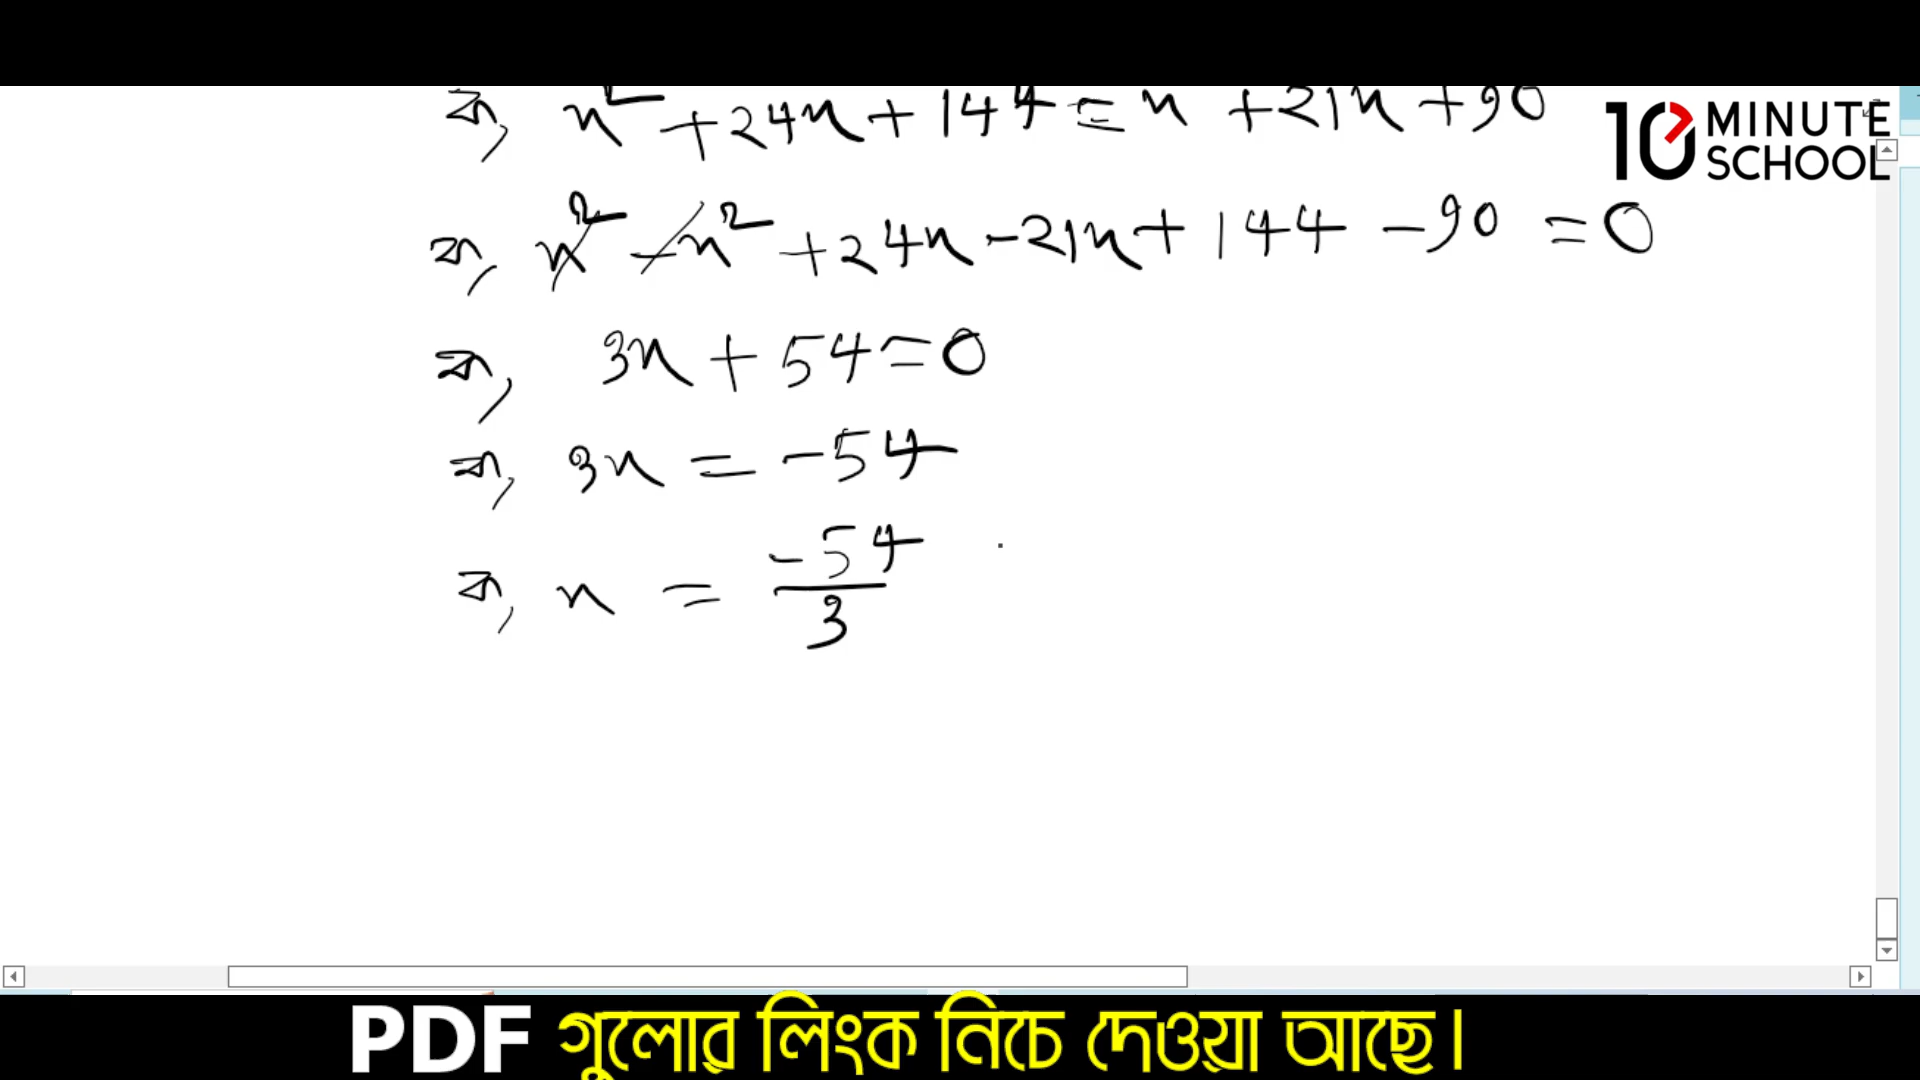 বা, x² + 24x + 144 = x + 21x + 90
10 MINUTE SCHOOL
বা, x² - x² + 24x - 21x + 144 - 90 = 0
বা, 3x + 54 = 0
বা, 3x = -54
বা, x = -54/3
PDF গুলোর লিংক নিচে দেওয়া আছে।